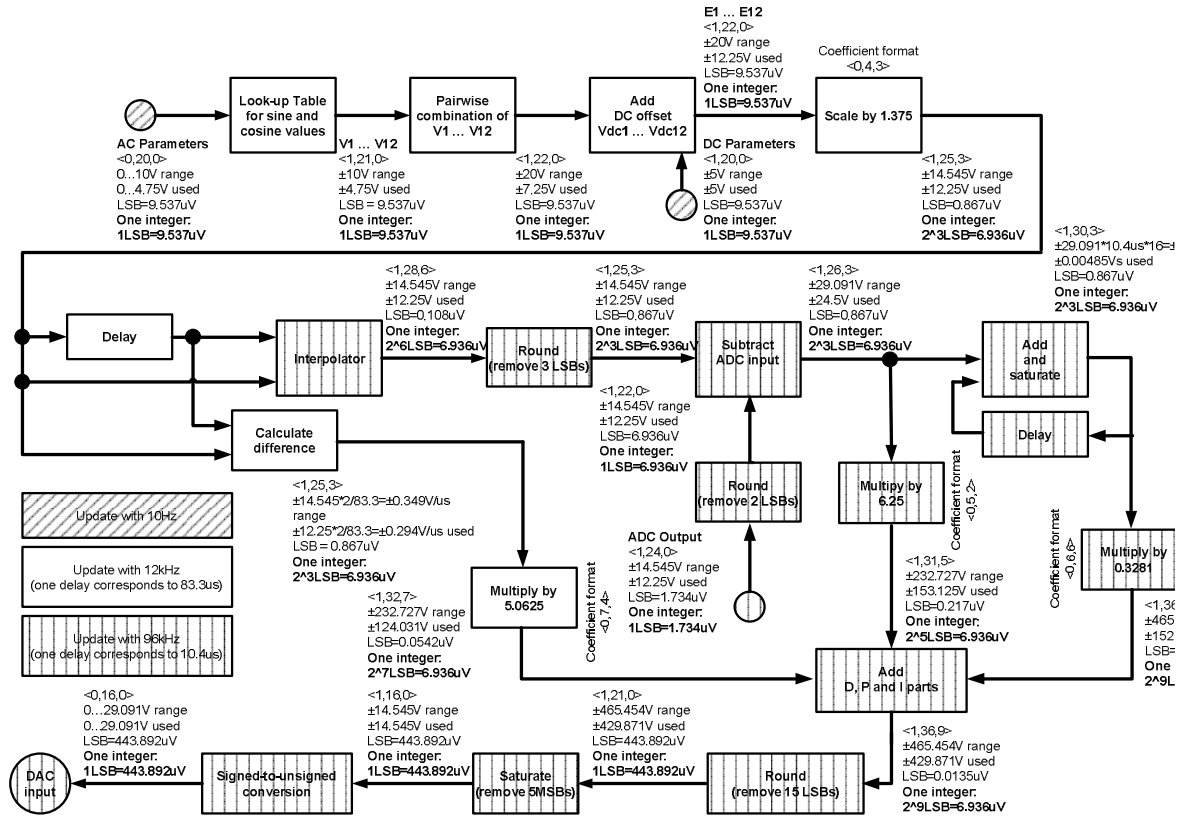 E1 ... E12
<1,22,0>
±20V range
±12.25V used
LSB=9.537uV
One integer:
1LSB=9.537uV
Coefficient format
<0,4,3>
Look-up Table
for sine and
cosine values
Pairwise
combination of
V1 ... V12
Add
DC offset
Vdc1 ... Vdc12
Scale by 1.375
AC Parameters
<0,20,0>
0...10V range
0...4.75V used
LSB=9.537uV
One integer:
1LSB=9.537uV
V1 ... V12
<1,21,0>
±10V range
±4.75V used
LSB = 9.537uV
One integer:
1LSB=9.537uV
<1,22,0>
±20V range
±7.25V used
LSB=9.537uV
One integer:
1LSB=9.537uV
DC Parameters
<1,20,0>
±5V range
±5V used
LSB=9.537uV
One integer:
1LSB=9.537uV
<1,25,3>
±14.545V range
±12.25V used
LSB=0.867uV
One integer:
2^3LSB=6.936uV
<1,30,3>
±29.091*10.4us*16=±
±0.00485Vs used
LSB=0.867uV
One integer:
2^3LSB=6.936uV
Delay
Interpolator
<1,28,6>
±14.545V range
±12.25V used
LSB=0,108uV
One integer:
2^6LSB=6.936uV
Round
(remove 3 LSBs)
<1,25,3>
±14.545V range
±12.25V used
LSB=0,867uV
One integer:
2^3LSB=6.936uV
Subtract
ADC input
<1,26,3>
±29.091V range
±24.5V used
LSB=0,867uV
One integer:
2^3LSB=6.936uV
Add
and
saturate
Delay
<1,22,0>
±14.545V range
±12.25V used
LSB=6.936uV
One integer:
1LSB=6.936uV
Calculate
difference
Round
(remove 2 LSBs)
Multipy by
6.25
Coefficient format
<0,5,2>
Update with 10Hz
Update with 12kHz
(one delay corresponds to 83.3us)
Update with 96kHz
(one delay corresponds to 10.4us)
<1,25,3>
±14.545*2/83.3=±0.349V/us
range
±12.25*2/83.3=±0.294V/us used
LSB = 0.867uV
One integer:
2^3LSB=6.936uV
ADC Output
<1,24,0>
±14.545V range
±12.25V used
LSB=1.734uV
One integer:
1LSB=1.734uV
Multiply by
5.0625
Coefficient format
<0,7,4>
Coefficient format
<0,6,6>
Multiply by
0.3281
<1,32,7>
±232.727V range
±124.031V used
LSB=0.0542uV
One integer:
2^7LSB=6.936uV
<1,31,5>
±232.727V range
±153.125V used
LSB=0.217uV
One integer:
2^5LSB=6.936uV
<1,36
±465
±152
LSB=
One
2^9L
Add
D, P and I parts
<1,36,9>
±465.454V range
±429.871V used
LSB=0.0135uV
One integer:
2^9LSB=6.936uV
<0,16,0>
0...29.091V range
0...29.091V used
LSB=443.892uV
One integer:
1LSB=443.892uV
<1,16,0>
±14.545V range
±14.545V used
LSB=443.892uV
One integer:
1LSB=443.892uV
<1,21,0>
±465.454V range
±429.871V used
LSB=443.892uV
One integer:
1LSB=443.892uV
DAC
input
Signed-to-unsigned
conversion
Saturate
(remove 5MSBs)
Round
(remove 15 LSBs)